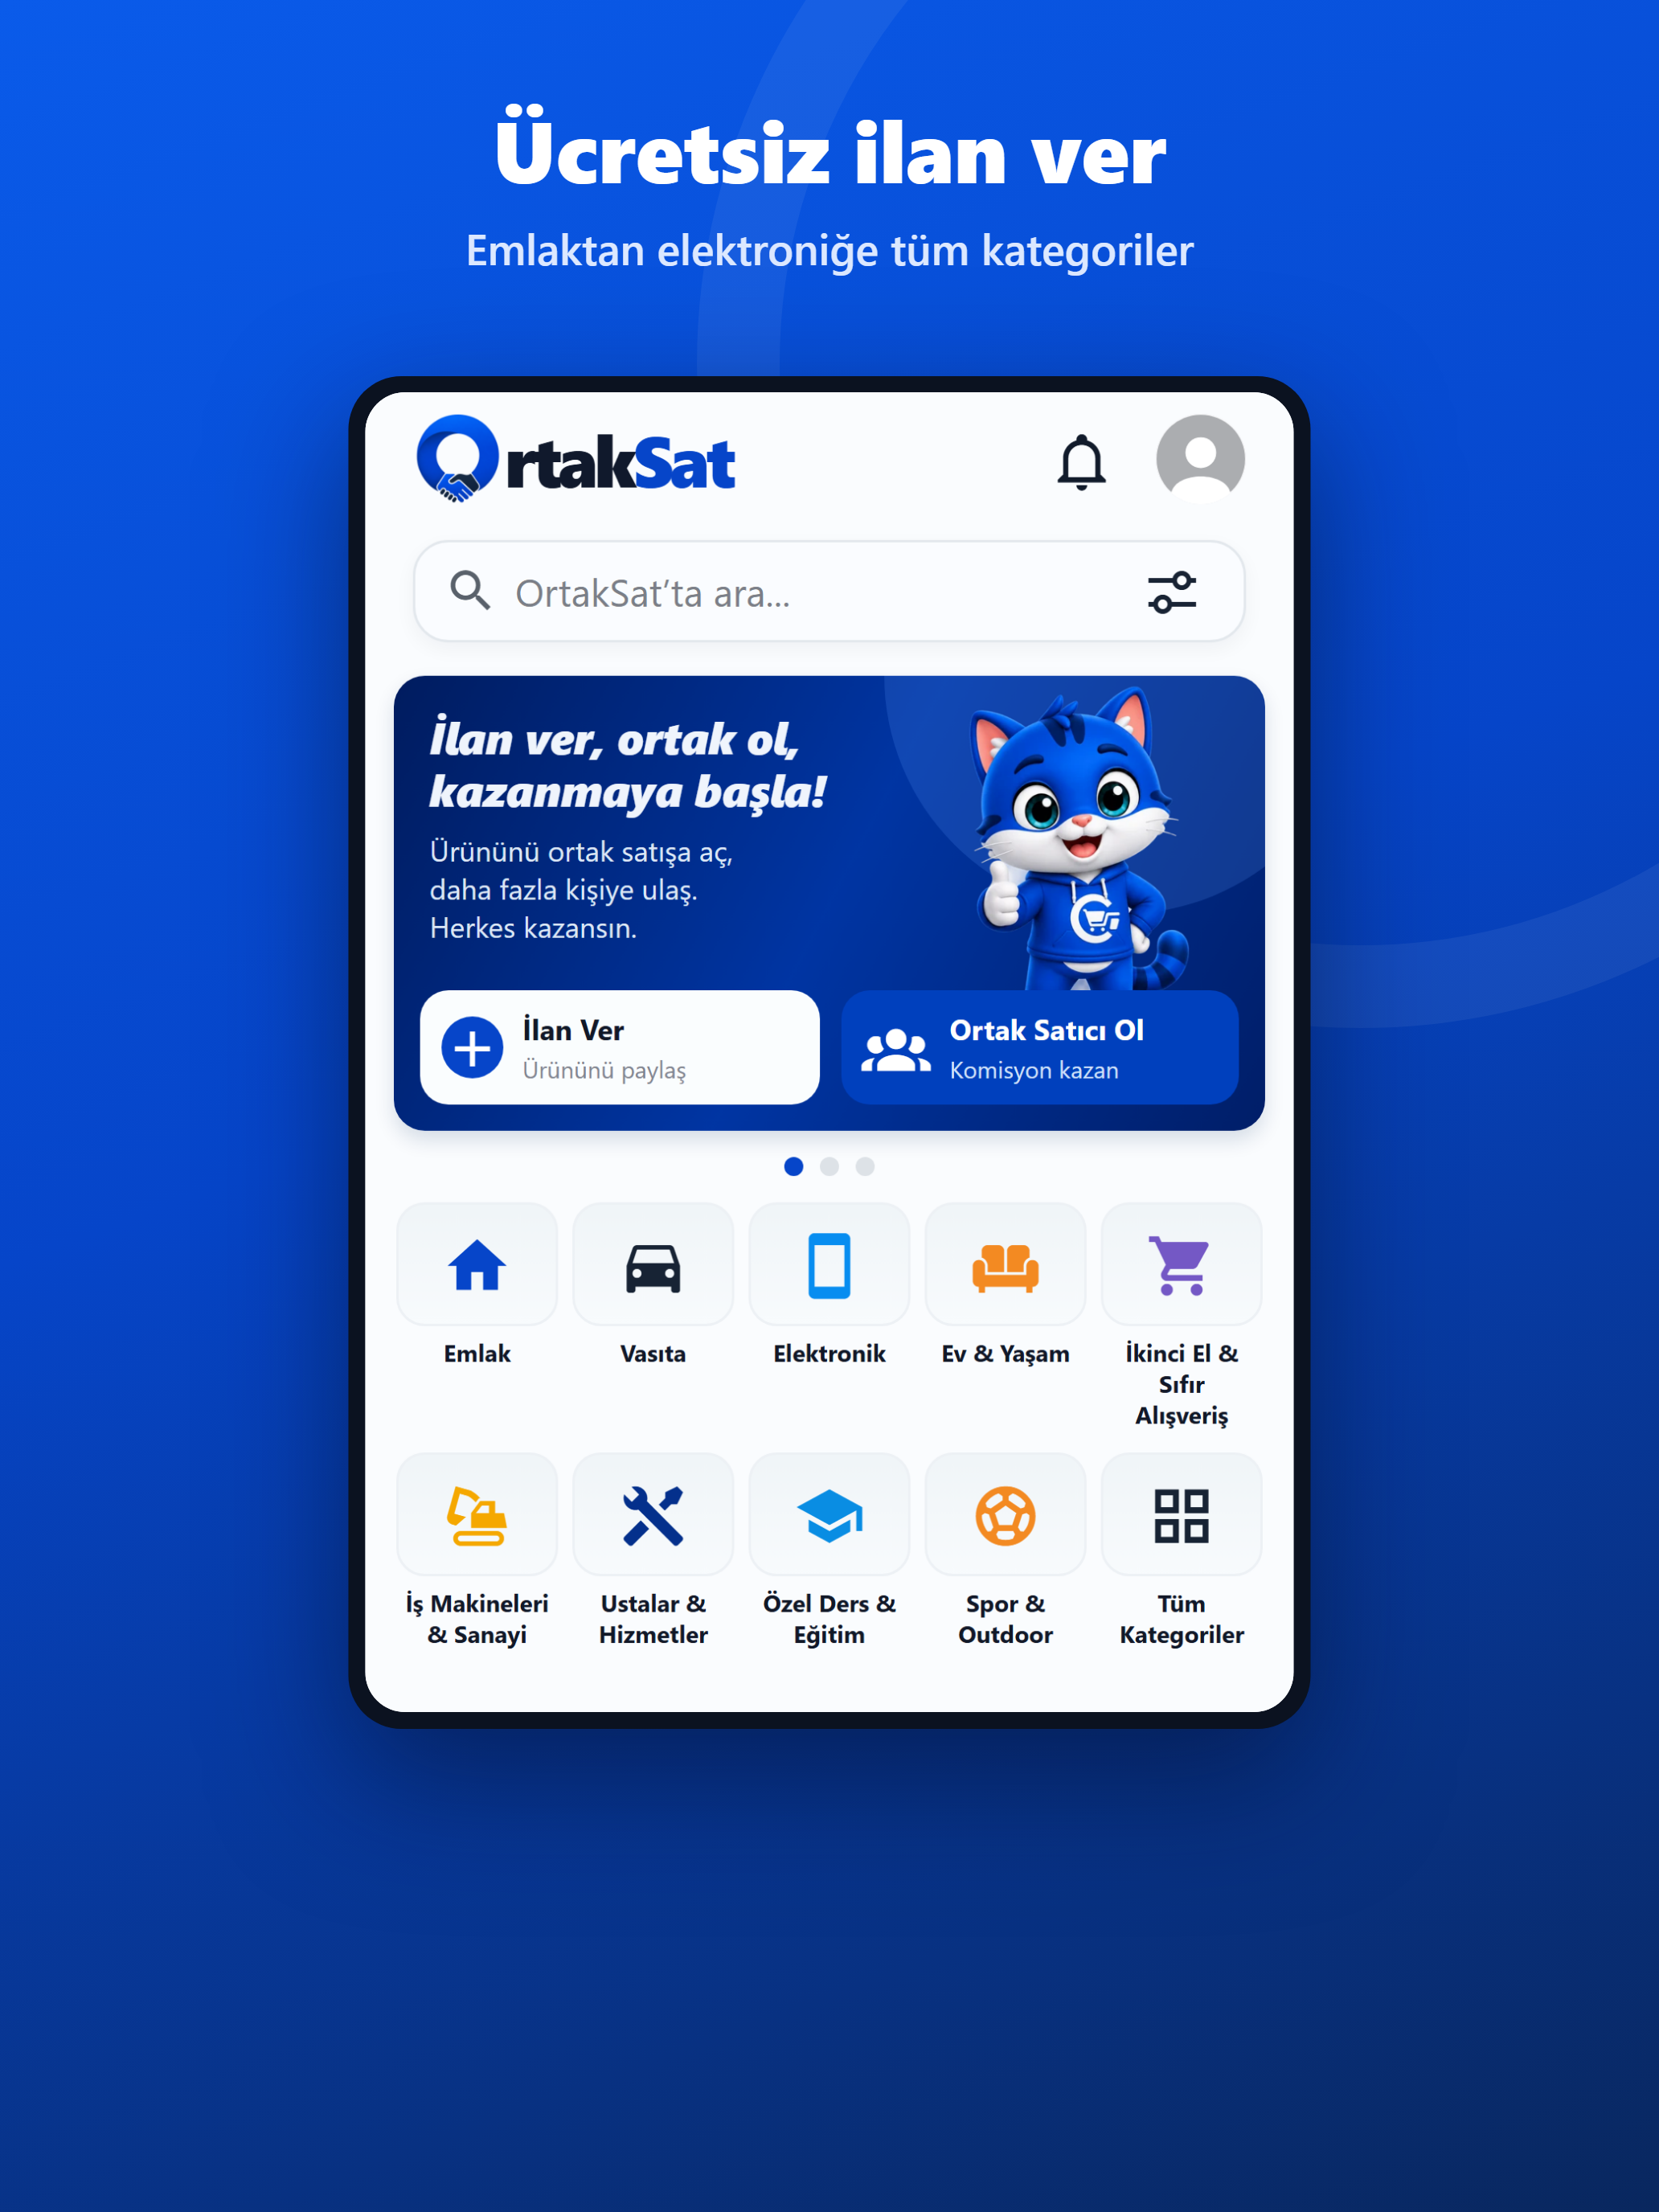 Ücretsiz ilan ver
Emlaktan elektroniğe tüm kategoriler
OrtakSat
OrtakSat’ta ara...
İlan ver, ortak ol,
kazanmaya başla!
Ürününü ortak satışa aç,
daha fazla kişiye ulaş.
Herkes kazansın.
İlan Ver
Ürününü paylaş
Ortak Satıcı Ol
Komisyon kazan
Emlak
Vasıta
Elektronik
Ev & Yaşam
İkinci El &
Sıfır
Alışveriş
İş Makineleri
& Sanayi
Ustalar &
Hizmetler
Özel Ders &
Eğitim
Spor &
Outdoor
Tüm
Kategoriler